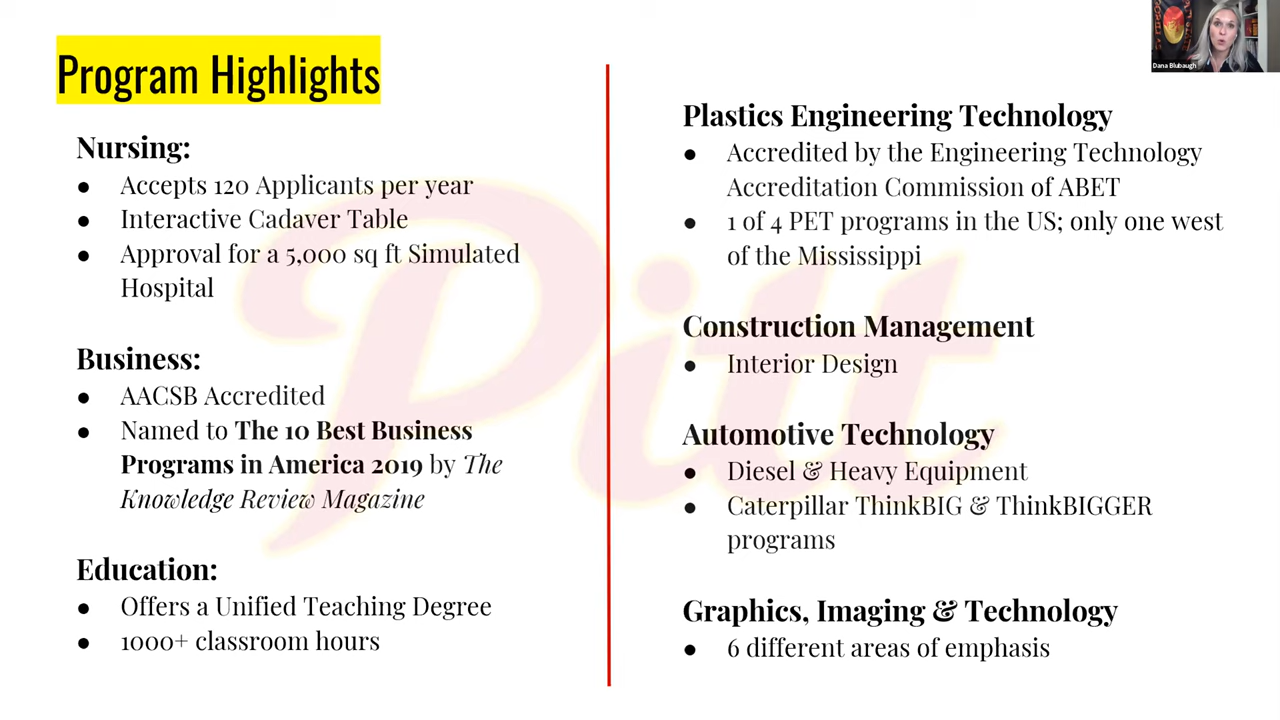 Program Highlights
Nursing:
● Accepts 120 Applicants per year
● Interactive Cadaver Table
● Approval for a 5,000 sq ft Simulated
Hospital
Business:
● AACSB Accredited
● Named to The 10 Best Business
Programs in America 2019 by The
Knowledge Review Magazine
Education:
● Offers a Unified Teaching Degree
● 1000+ classroom hours
Plastics Engineering Technology
● Accredited by the Engineering Technology
Accreditation Commission of ABET
● 1 of 4 PET programs in the US; only one west
of the Mississippi
Construction Management
● Interior Design
Automotive Technology
● Diesel & Heavy Equipment
● Caterpillar ThinkBIG & ThinkBIGGER
programs
Graphics, Imaging & Technology
● 6 different areas of emphasis
Pitt
Dana Blubaugh